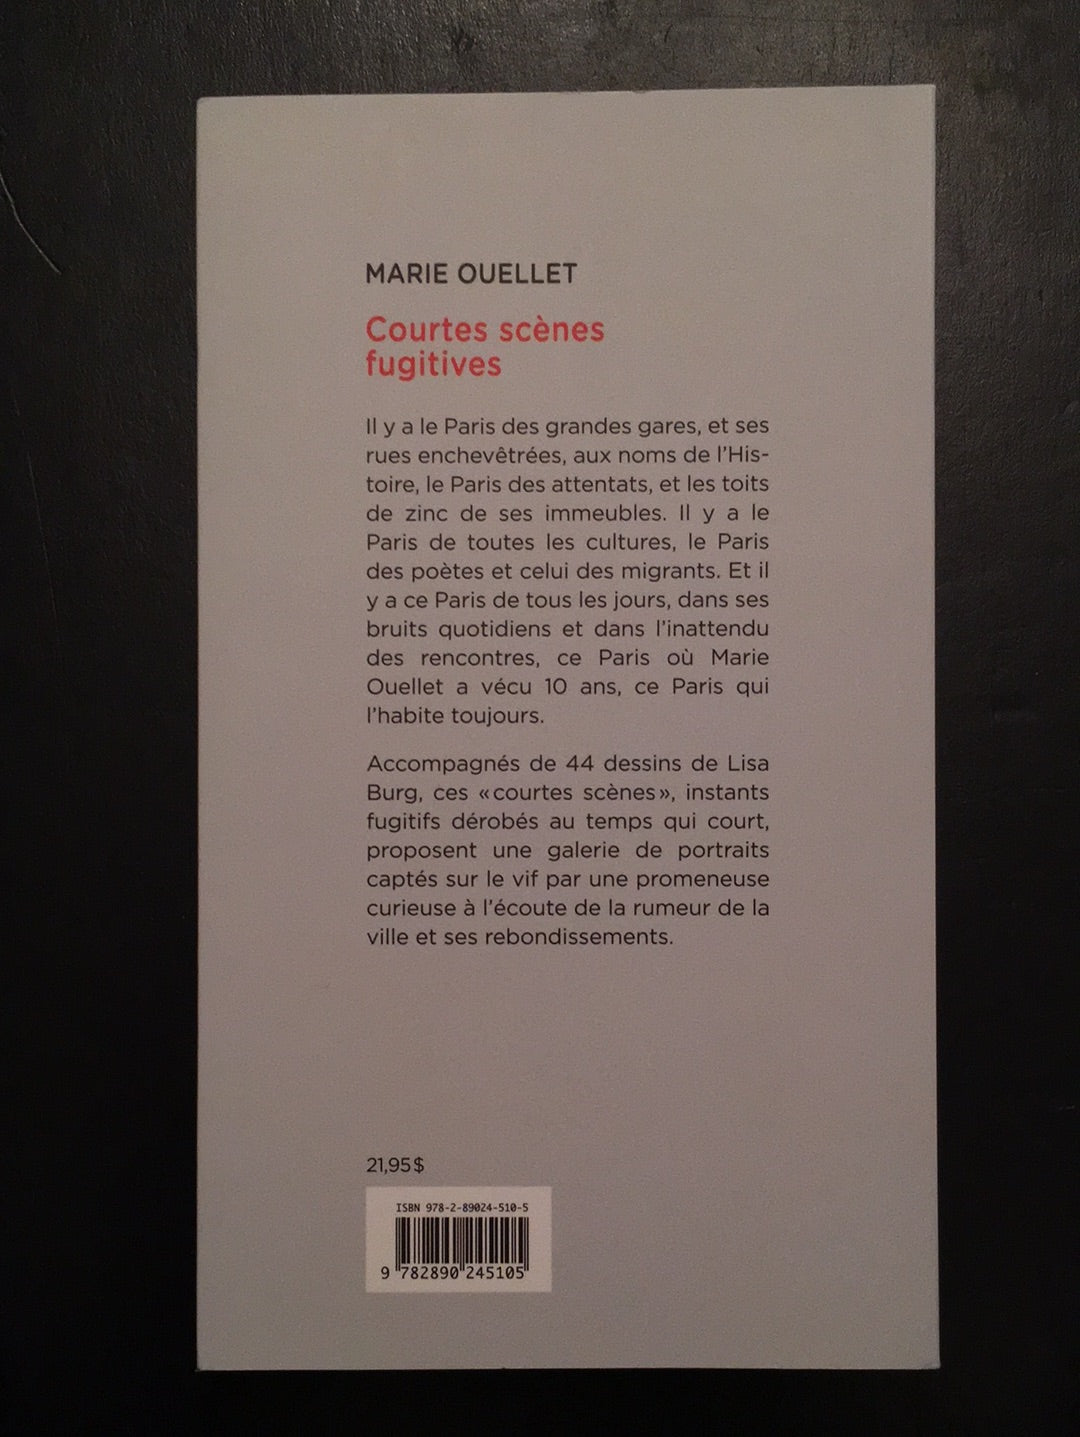 MARIE OUELLET
Courtes scènes
fugitives
Il y a le Paris des grandes gares, et ses
rues enchevêtrées, aux noms de l'His-
toire, le Paris des attentats, et les toits
de zinc de ses immeubles. Il y a le
Paris de toutes les cultures, le Paris
des poètes et celui des migrants. Et il
y a ce Paris de tous les jours, dans ses
bruits quotidiens et dans l'inattendu
des rencontres, ce Paris où Marie
Ouellet a vécu 10 ans, ce Paris qui
l'habite toujours.
Accompagnés de 44 dessins de Lisa
Burg, ces «courtes scènes», instants
fugitifs dérobés au temps qui court,
proposent une galerie de portraits
captés sur le vif par une promeneuse
curieuse à l'écoute de la rumeur de la
ville et ses rebondissements.
21,95$
ISBN 978-2-89024-510-5
9 782890 245105